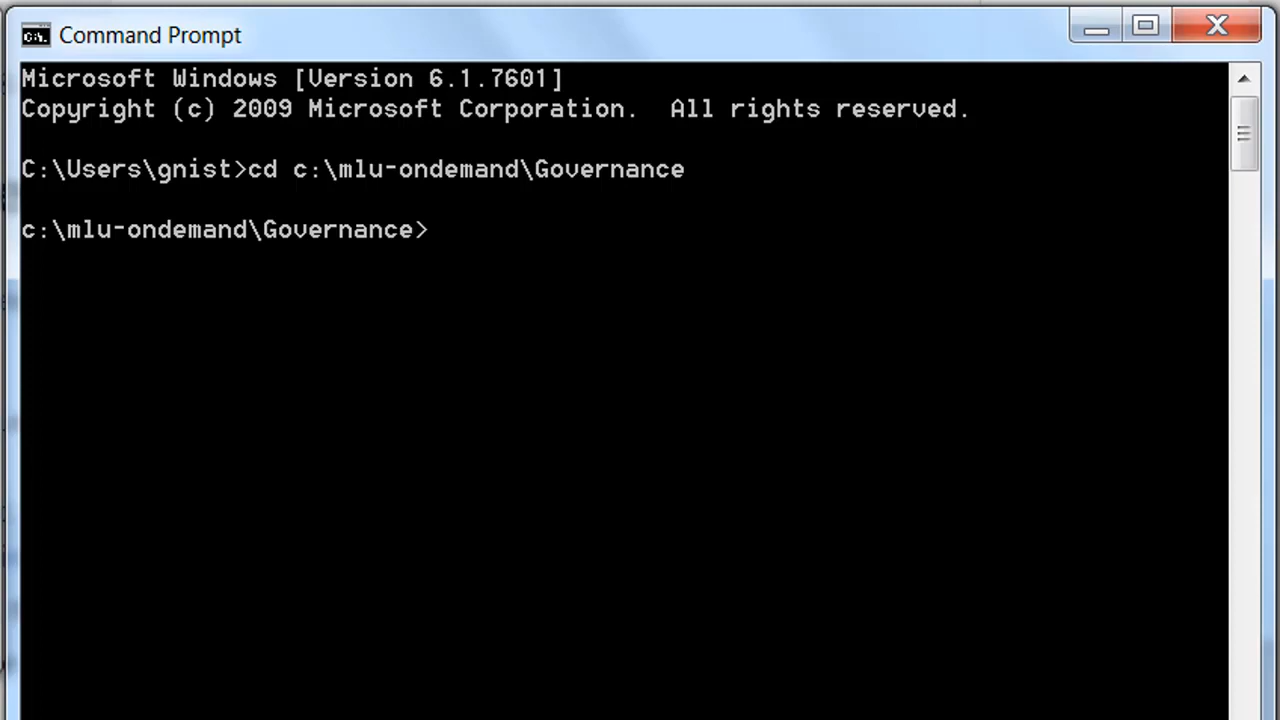 Command Prompt
Microsoft Windows [Version 6.1.7601]
Copyright (c) 2009 Microsoft Corporation.  All rights reserved.
C:\Users\gnist>cd c:\mlu-ondemand\Governance
c:\mlu-ondemand\Governance>